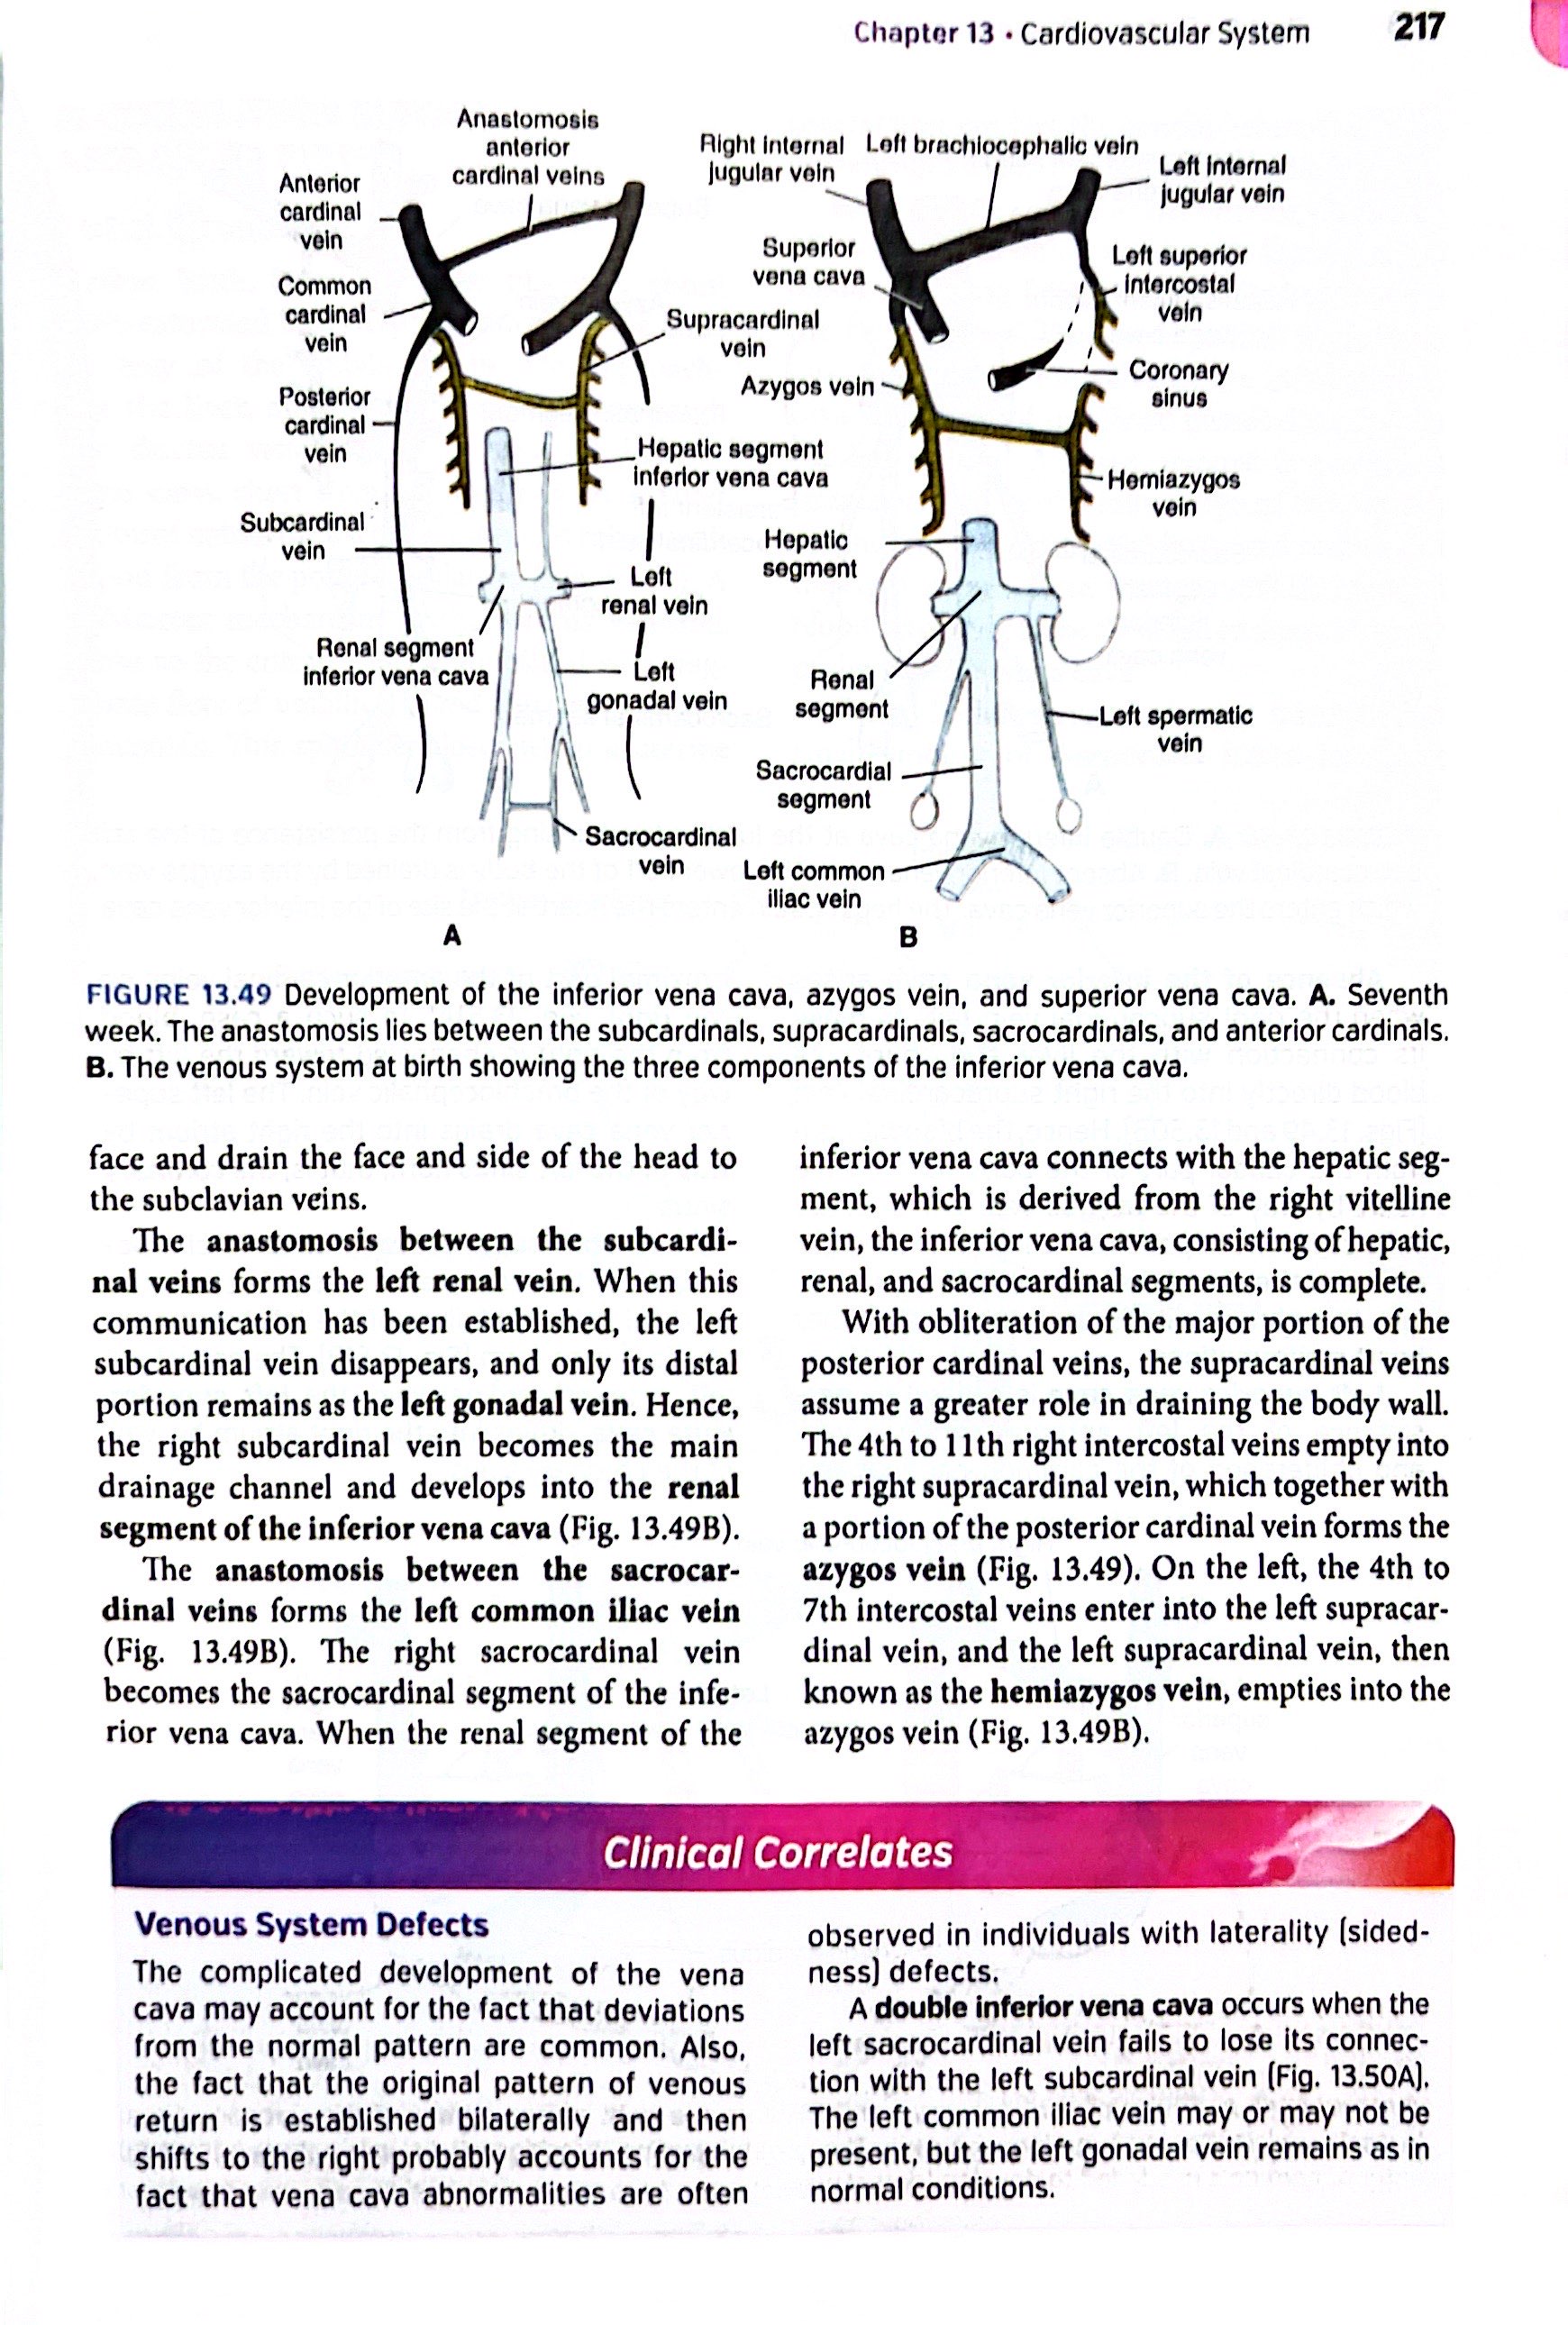 Chapter 13 • Cardiovascular System 217
Anastomosis
anterior
cardinal veins
Anterior
cardinal
vein
Common
cardinal
vein
Posterior
cardinal
vein
Subcardinal
vein
Renal segment
inferior vena cava
Supracardinal
vein
Hepatic segment
inferior vena cava
Left
renal vein
Left
gonadal vein
Sacrocardinal
vein
A
Right internal
jugular vein
Left brachiocephalic vein
Left internal
jugular vein
Superior
vena cava
Left superior
intercostal
vein
Azygos vein
Coronary
sinus
Hemiazygos
vein
Hepatic
segment
Renal
segment
Left spermatic
vein
Sacrocardial
segment
Left common
iliac vein
B
FIGURE 13.49 Development of the inferior vena cava, azygos vein, and superior vena cava. A. Seventh
week. The anastomosis lies between the subcardinals, supracardinals, sacrocardinals, and anterior cardinals.
B. The venous system at birth showing the three components of the inferior vena cava.
face and drain the face and side of the head to
the subclavian veins.
The anastomosis between the subcardi-
nal veins forms the left renal vein. When this
communication has been established, the left
subcardinal vein disappears, and only its distal
portion remains as the left gonadal vein. Hence,
the right subcardinal vein becomes the main
drainage channel and develops into the renal
segment of the inferior vena cava (Fig. 13.49B).
The anastomosis between the sacrocar-
dinal veins forms the left common iliac vein
(Fig. 13.49B). The right sacrocardinal vein
becomes the sacrocardinal segment of the infe-
rior vena cava. When the renal segment of the
inferior vena cava connects with the hepatic seg-
ment, which is derived from the right vitelline
vein, the inferior vena cava, consisting of hepatic,
renal, and sacrocardinal segments, is complete.
With obliteration of the major portion of the
posterior cardinal veins, the supracardinal veins
assume a greater role in draining the body wall.
The 4th to 11th right intercostal veins empty into
the right supracardinal vein, which together with
a portion of the posterior cardinal vein forms the
azygos vein (Fig. 13.49). On the left, the 4th to
7th intercostal veins enter into the left supracar-
dinal vein, and the left supracardinal vein, then
known as the hemiazygos vein, empties into the
azygos vein (Fig. 13.49B).
Clinical Correlates
Venous System Defects
The complicated development of the vena
cava may account for the fact that deviations
from the normal pattern are common. Also,
the fact that the original pattern of venous
return is established bilaterally and then
shifts to the right probably accounts for the
fact that vena cava abnormalities are often
observed in individuals with laterality (sided-
ness) defects.
A double inferior vena cava occurs when the
left sacrocardinal vein fails to lose its connec-
tion with the left subcardinal vein (Fig. 13.50A).
The left common iliac vein may or may not be
present, but the left gonadal vein remains as in
normal conditions.